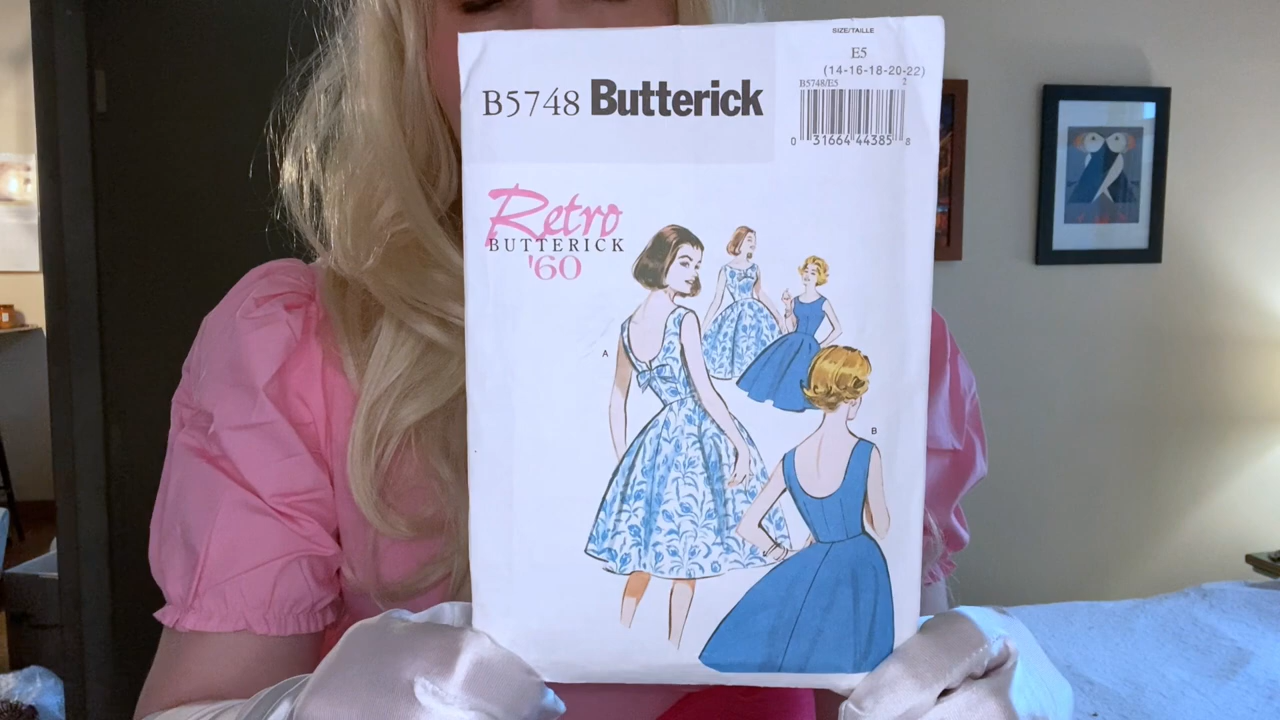 SIZE/TAILLE
E5
(14-16-18-20-22)
B5748/E5 2
B5748 Butterick
0 31664 44385 8
Retro
BUTTERICK
'60
A
B